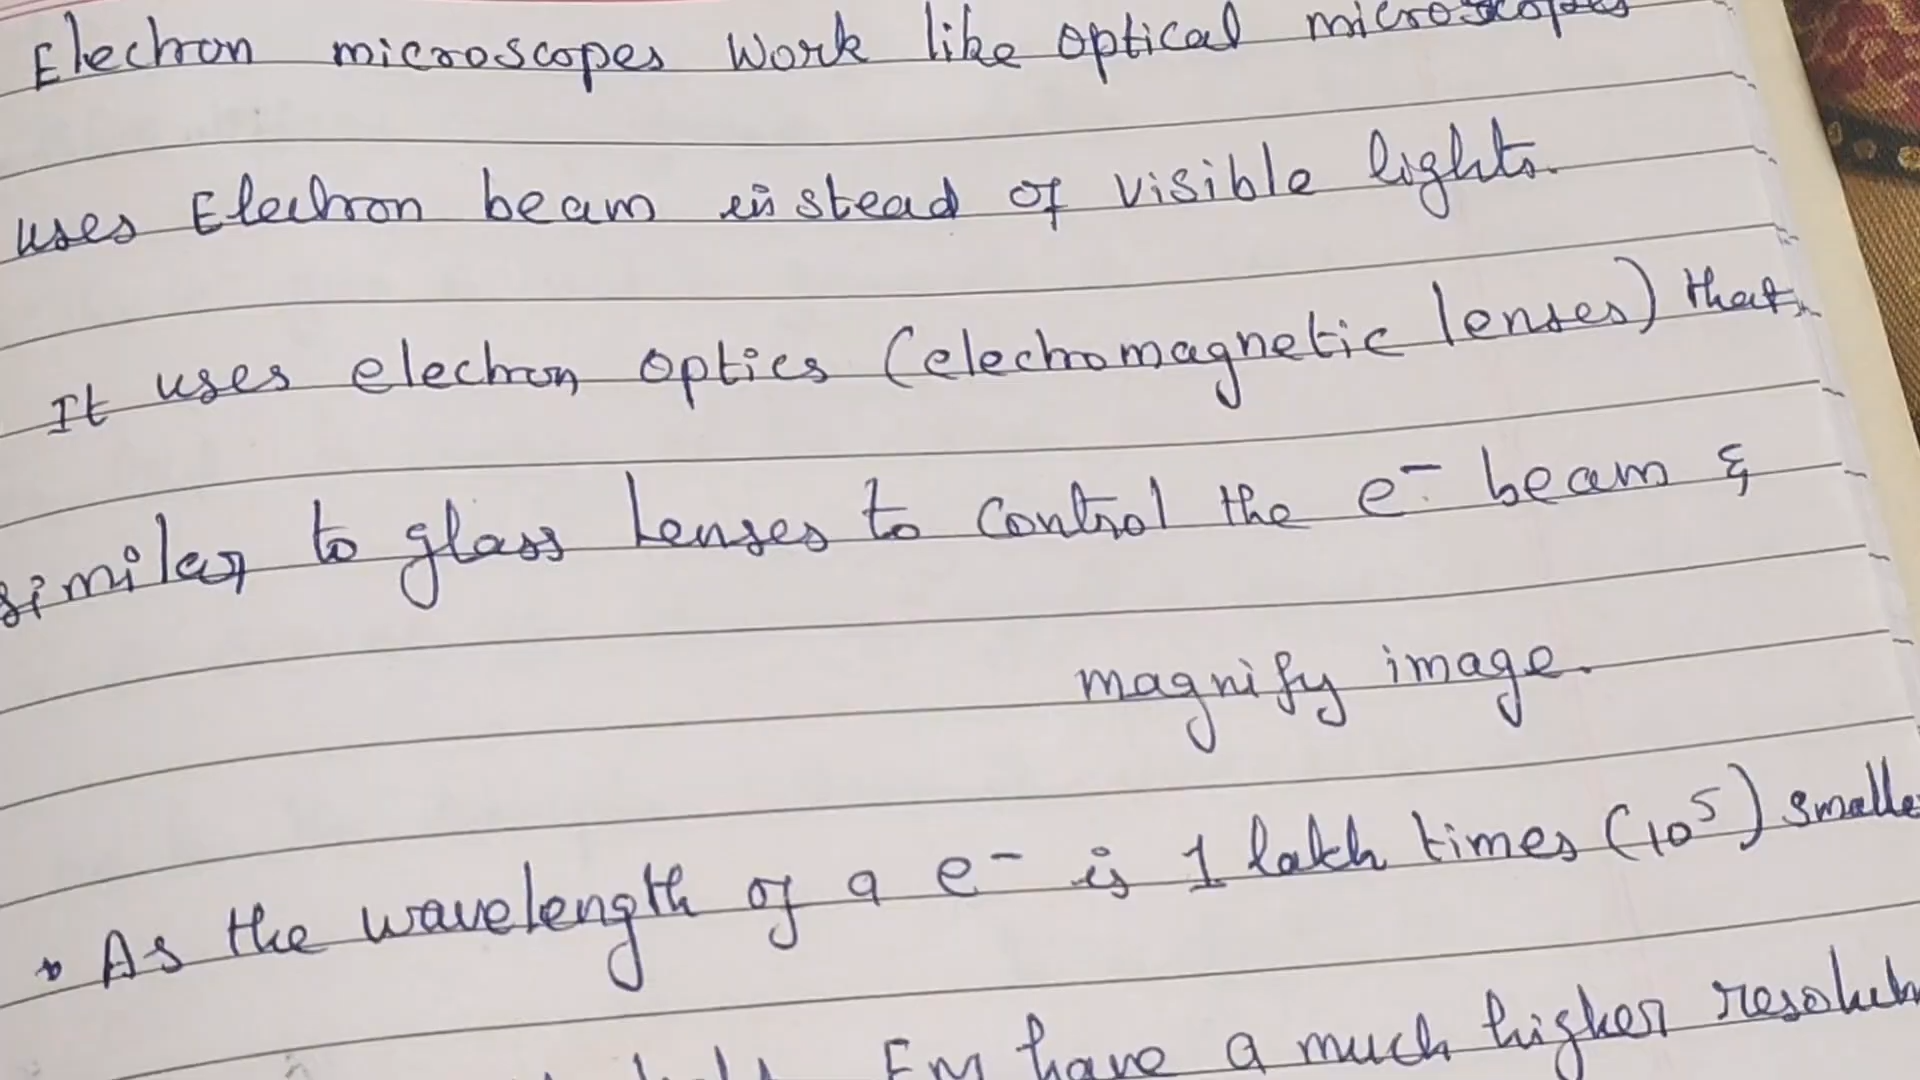 Electron microscopes work like optical microscopes
uses Electron beam instead of visible lights.
It uses electron optics (electromagnetic lenses) that
similar to glass lenses to control the e⁻ beam &
magnify image.
• As the wavelength of a e⁻ is 1 lakh times (10⁵) smalle
EM have a much higher resolut